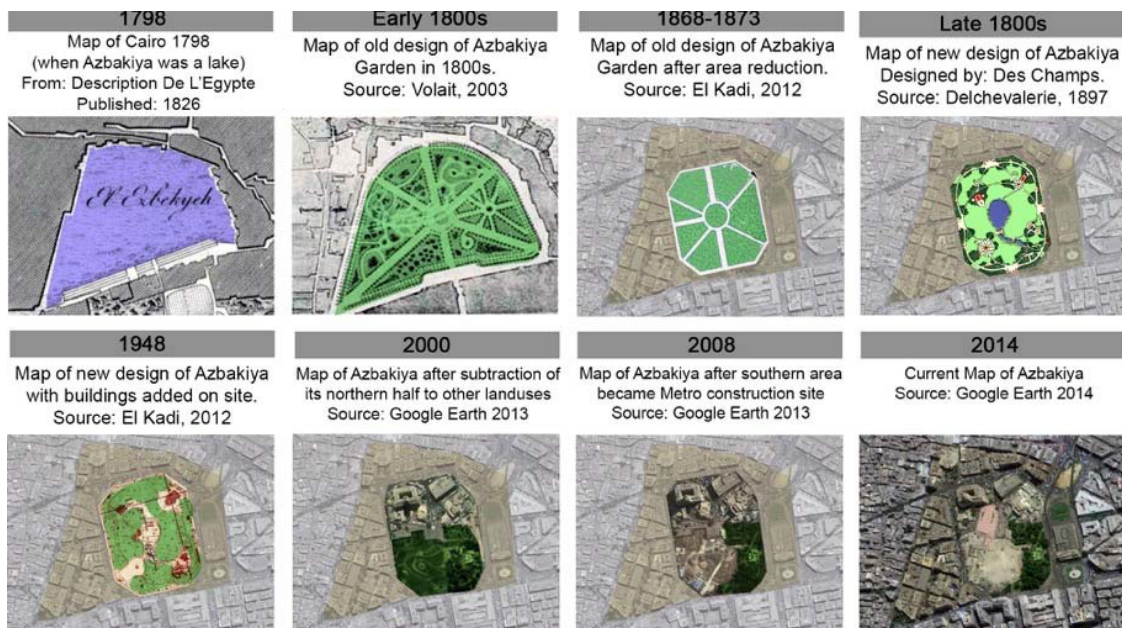 1798
Map of Cairo 1798
(when Azbakiya was a lake)
From: Description De L'Egypte
Published: 1826
El Ezbekyeh
Early 1800s
Map of old design of Azbakiya
Garden in 1800s.
Source: Volait, 2003
1868-1873
Map of old design of Azbakiya
Garden after area reduction.
Source: El Kadi, 2012
Late 1800s
Map of new design of Azbakiya
Designed by: Des Champs.
Source: Delchevalerie, 1897
1948
Map of new design of Azbakiya
with buildings added on site.
Source: El Kadi, 2012
2000
Map of Azbakiya after subtraction of
its northern half to other landuses
Source: Google Earth 2013
2008
Map of Azbakiya after southern area
became Metro construction site
Source: Google Earth 2013
2014
Current Map of Azbakiya
Source: Google Earth 2014